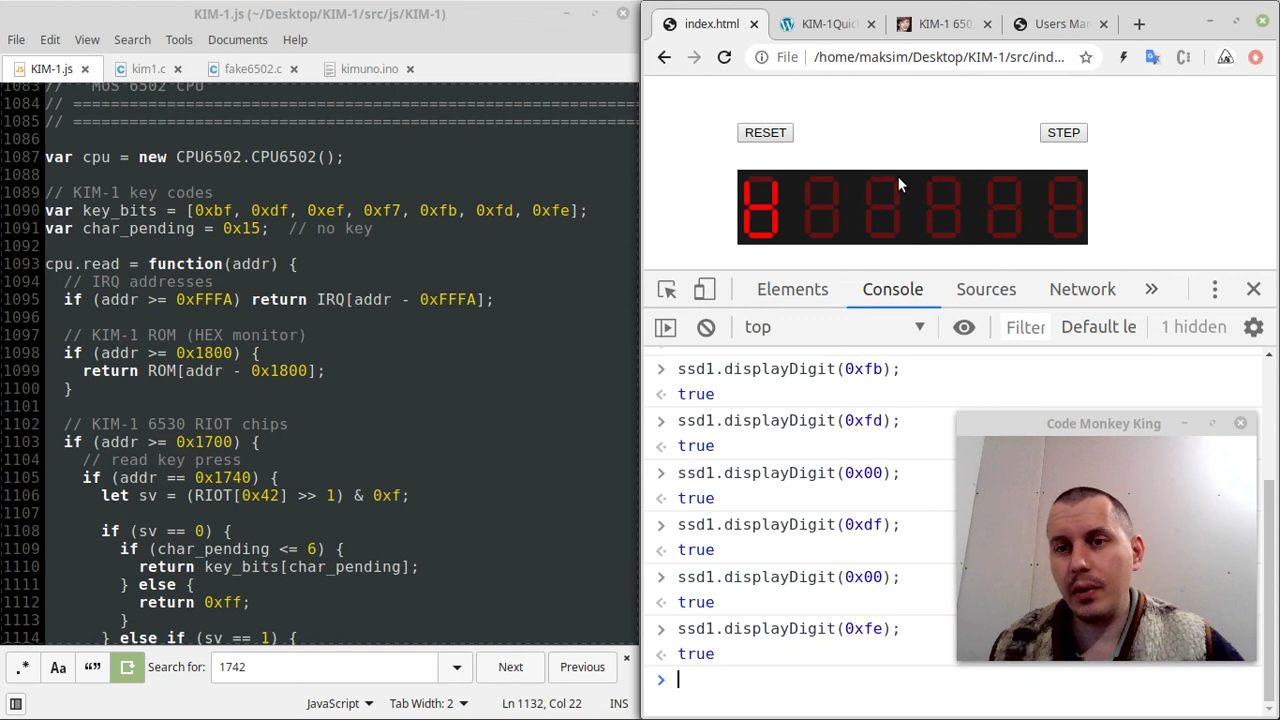 KIM-1.js (~/Desktop/KIM-1/src/js/KIM-1)
File Edit View Search Tools Documents Help
KIM-1.js kim1.c fake6502.c kimuno.ino
1083 // MOS 6502 CPU
1084 // ==============================================================
1085 // ==============================================================
1086
1087 var cpu = new CPU6502.CPU6502();
1088
1089 // KIM-1 key codes
1090 var key_bits = [0xbf, 0xdf, 0xef, 0xf7, 0xfb, 0xfd, 0xfe];
1091 var char_pending = 0x15;  // no key
1092
1093 cpu.read = function(addr) {
1094   // IRQ addresses
1095   if (addr >= 0xFFFA) return IRQ[addr - 0xFFFA];
1096
1097   // KIM-1 ROM (HEX monitor)
1098   if (addr >= 0x1800) {
1099     return ROM[addr - 0x1800];
1100   }
1101
1102   // KIM-1 6530 RIOT chips
1103   if (addr >= 0x1700) {
1104     // read key press
1105     if (addr == 0x1740) {
1106       let sv = (RIOT[0x42] >> 1) & 0xf;
1107
1108       if (sv == 0) {
1109         if (char_pending <= 6) {
1110           return key_bits[char_pending];
1111         } else {
1112           return 0xff;
1113         }
1114       } else if (sv == 1) {
.* Aa “” Search for: 1742 Next Previous
JavaScript Tab Width: 2 Ln 1132, Col 22 INS
index.html KIM-1Quic KIM-1 650 Users Ma
File /home/maksim/Desktop/KIM-1/src/ind...
RESET STEP
Elements Console Sources Network
top Filter Default le 1 hidden
ssd1.displayDigit(0xfb);
true
ssd1.displayDigit(0xfd);
true
ssd1.displayDigit(0x00);
true
ssd1.displayDigit(0xdf);
true
ssd1.displayDigit(0x00);
true
ssd1.displayDigit(0xfe);
true
Code Monkey King